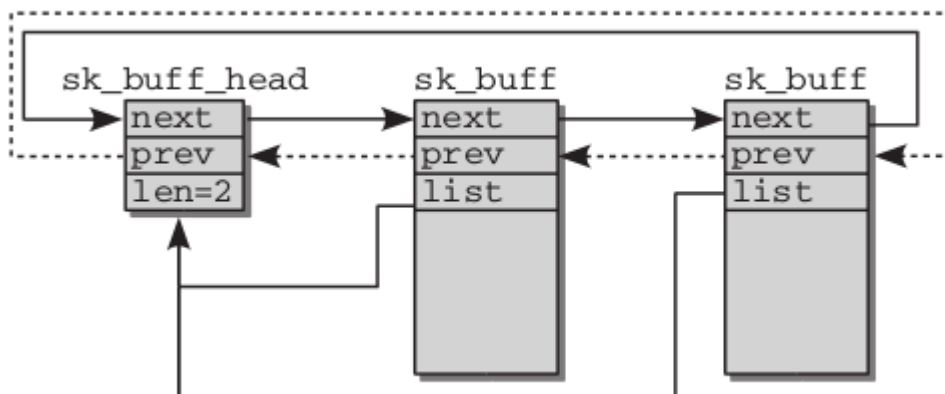 sk_buff_head sk_buff sk_buff
next next next
prev prev prev
len=2 list list